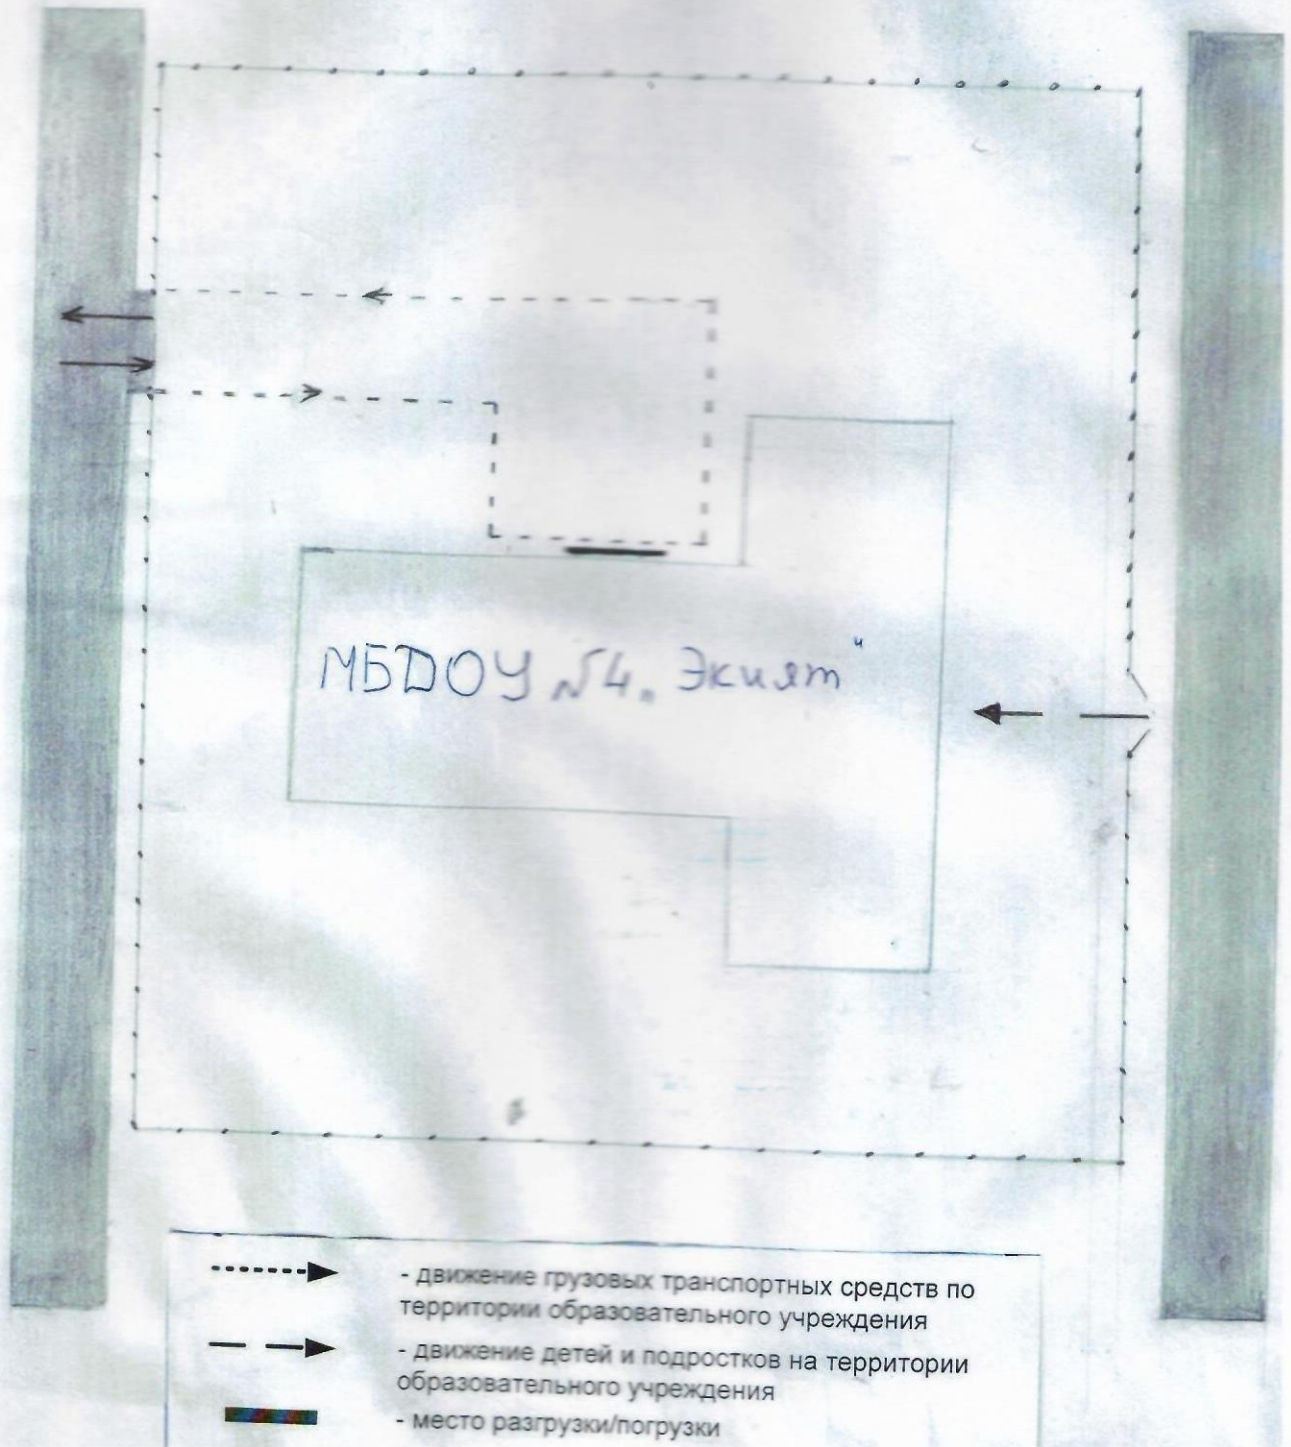 МБДОУ №4 „Экият"
- движение грузовых транспортных средств по
территории образовательного учреждения
- движение детей и подростков на территории
образовательного учреждения
- место разгрузки/погрузки